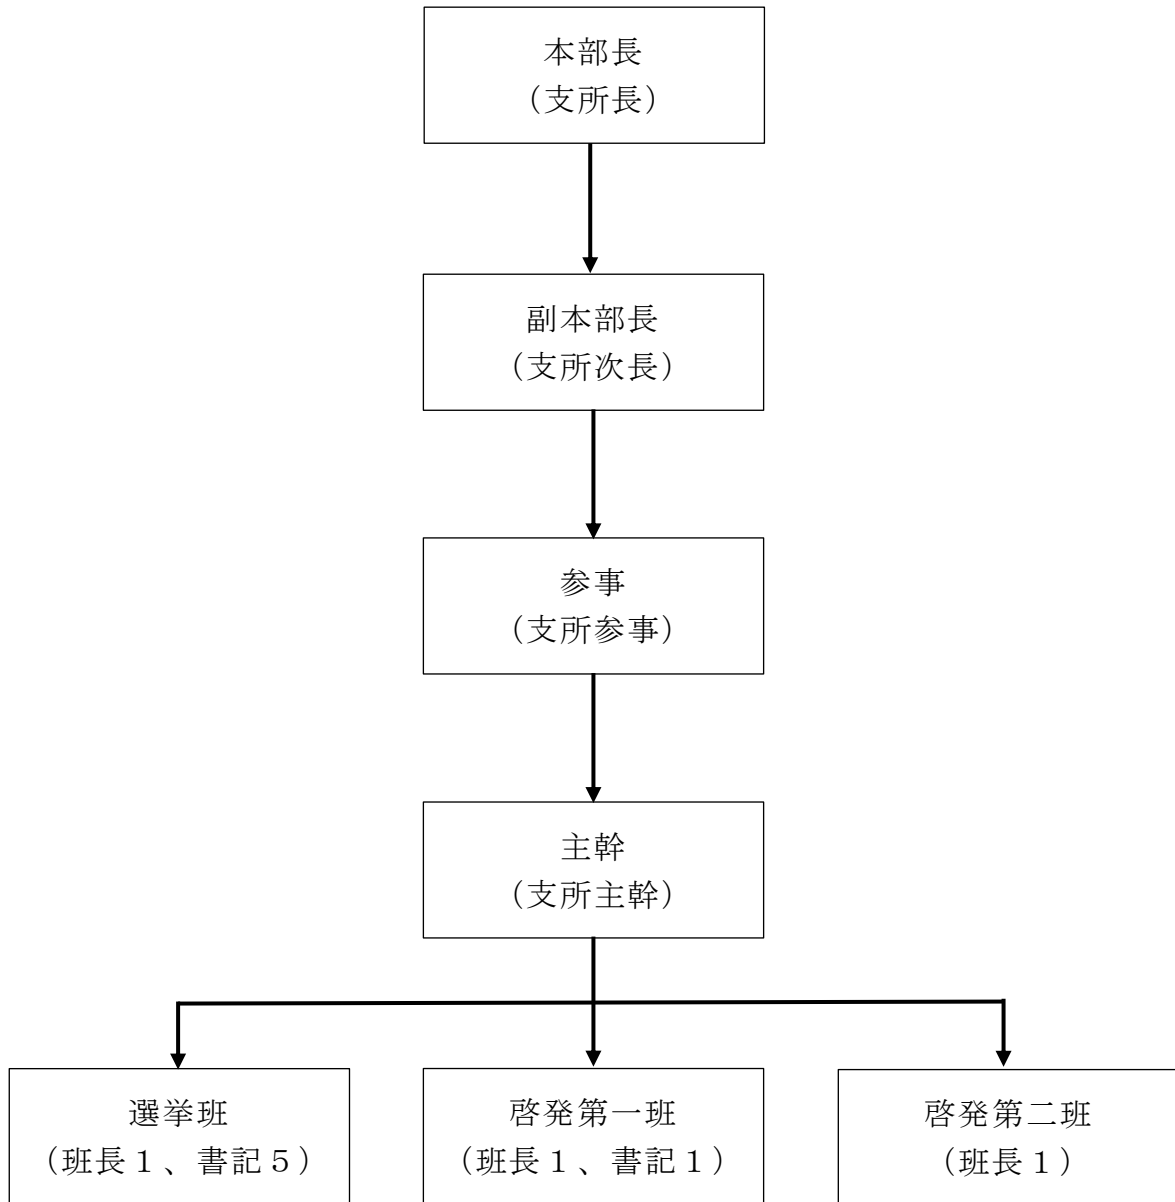 本部長
（支所長）
副本部長
（支所次長）
参事
（支所参事）
主幹
（支所主幹）
選挙班
（班長１、書記５）
啓発第一班
（班長１、書記１）
啓発第二班
（班長１）